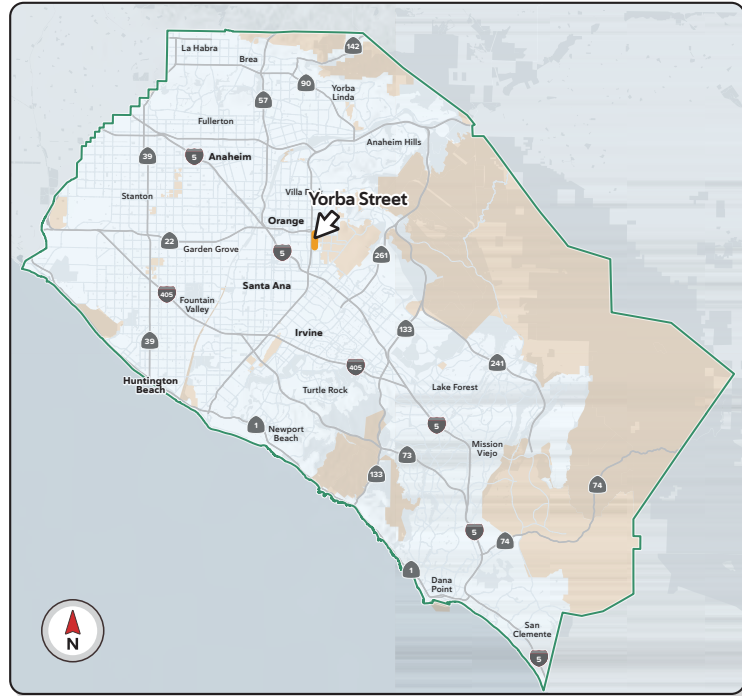 La Habra
142
Brea
90
Yorba
Linda
57
Fullerton
Anaheim Hills
39
5
Anaheim
Stanton
Villa
Yorba Street
Orange
22
Garden Grove
5
261
Santa Ana
405
Fountain
Valley
133
Irvine
39
405
241
Huntington
Beach
Turtle Rock
Lake Forest
1
Newport
Beach
5
Mission
Viejo
73
133
74
5
74
1
Dana
Point
San
Clemente
5
N